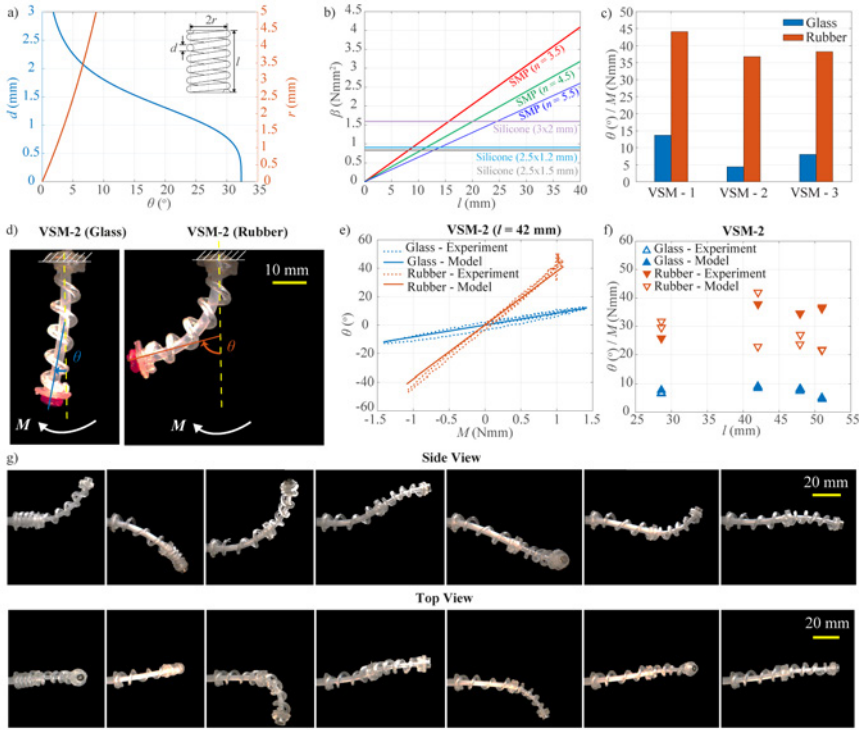 a)
2r
d
l
d (mm)
3
2.5
2
1.5
1
0.5
0
0 5 10 15 20 25 30 35
θ (°)
r (mm)
5
4.5
4
3.5
3
2.5
2
1.5
1
0.5
0
b)
β (Nmm²)
4.5
4
3.5
3
2.5
2
1.5
1
0.5
0
SMP (n = 3.5)
SMP (n = 4.5)
SMP (n = 5.5)
Silicone (3x2 mm)
Silicone (2.5x1.2 mm)
Silicone (2.5x1.5 mm)
0 5 10 15 20 25 30 35 40
l (mm)
c)
θ (°) / M (Nmm)
50
45
40
35
30
25
20
15
10
5
0
Glass
Rubber
VSM - 1 VSM - 2 VSM - 3
d)
VSM-2 (Glass) VSM-2 (Rubber)
10 mm
θ
θ
M
M
e)
VSM-2 (l = 42 mm)
Glass - Experiment
Glass - Model
Rubber - Experiment
Rubber - Model
θ (°)
60
40
20
0
-20
-40
-60
-1.5 -1 -0.5 0 0.5 1 1.5
M (Nmm)
f)
VSM-2
Glass - Experiment
Glass - Model
Rubber - Experiment
Rubber - Model
θ (°) / M (Nmm)
60
50
40
30
20
10
0
25 30 35 40 45 50 55
l (mm)
g)
Side View
20 mm
Top View
20 mm